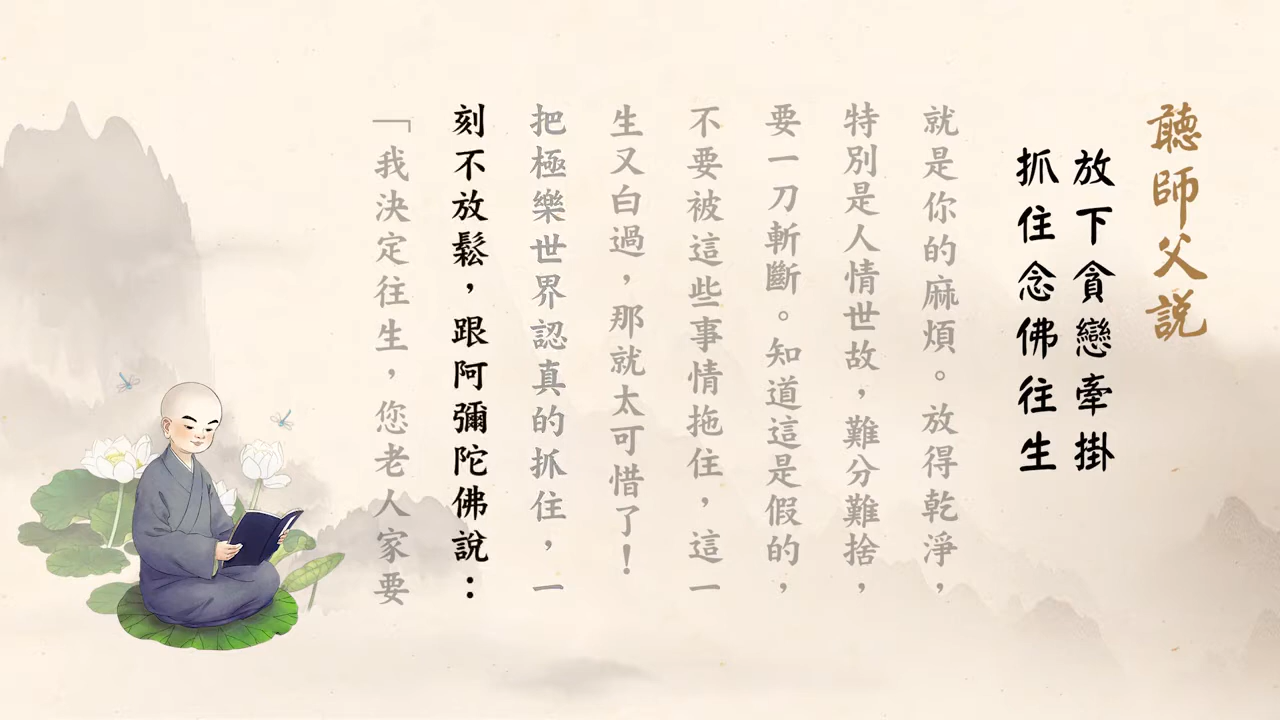 聽師父説
放下貪戀牽掛
抓住念佛往生
就是你的麻煩。放得乾淨，
特別是人情世故，難分難捨，
要一刀斬斷。知道這是假的，
不要被這些事情拖住，這一
生又白過，那就太可惜了！
把極樂世界認真的抓住，一
刻不放鬆，跟阿彌陀佛說：
「我決定往生，您老人家要